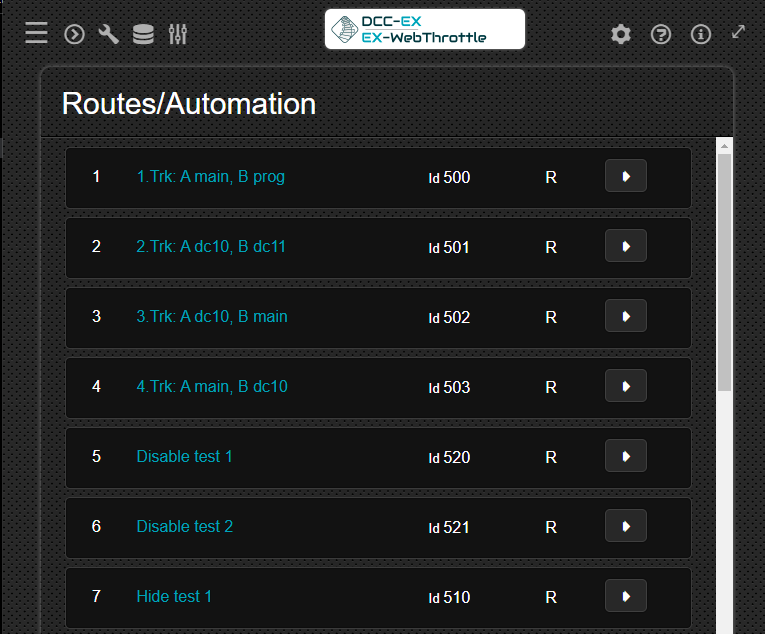 DCC-EX
EX-WebThrottle
Routes/Automation
1 1.Trk: A main, B prog Id 500 R
2 2.Trk: A dc10, B dc11 Id 501 R
3 3.Trk: A dc10, B main Id 502 R
4 4.Trk: A main, B dc10 Id 503 R
5 Disable test 1 Id 520 R
6 Disable test 2 Id 521 R
7 Hide test 1 Id 510 R